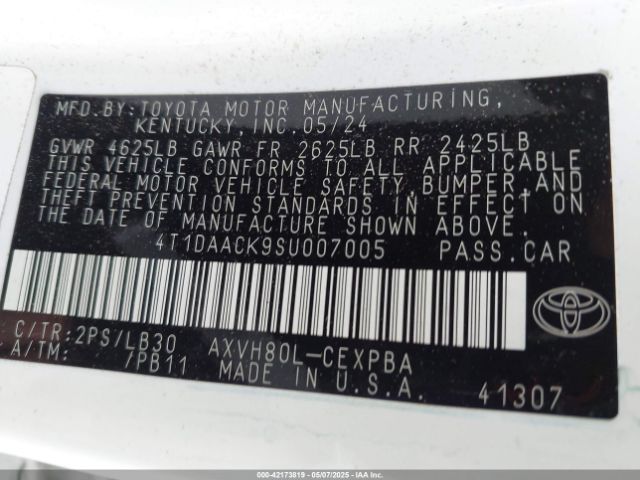 MFD.BY:TOYOTA MOTOR MANUFACTURING,
KENTUCKY,INC.05/24
GVWR 4625LB GAWR FR 2625LB RR 2425LB
THIS VEHICLE CONFORMS TO ALL APPLICABLE
FEDERAL MOTOR VEHICLE SAFETY,BUMPER,AND
THEFT PREVENTION STANDARDS IN EFFECT ON
THE DATE OF MANUFACTURE SHOWN ABOVE.
4T1DAACK9SU007005 PASS.CAR
C/TR:2PS/LB30 AXVH80L-CEXPBA
A/TM: /PB11 MADE IN U.S.A.
41307
000-42173819 - 05/07/2025 - IAAI.COM